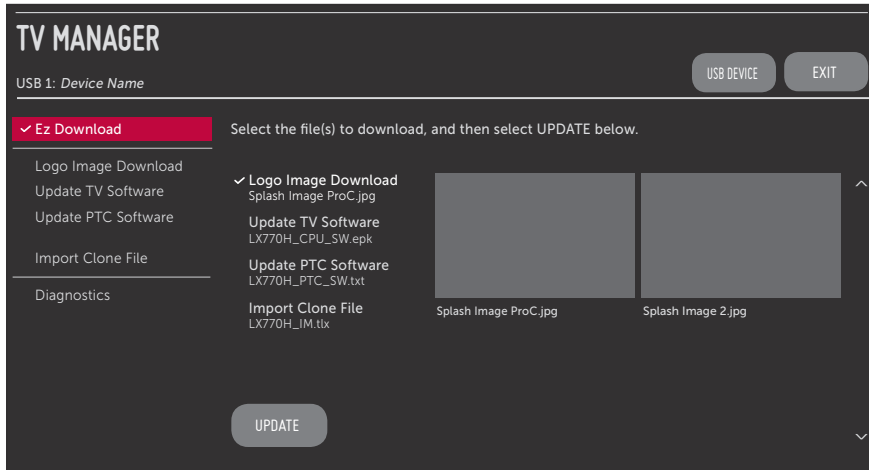 TV MANAGER
USB 1: Device Name
USB DEVICE
EXIT
Ez Download
Logo Image Download
Update TV Software
Update PTC Software
Import Clone File
Diagnostics
Select the file(s) to download, and then select UPDATE below.
Logo Image Download
Splash Image ProC.jpg
Update TV Software
LX770H_CPU_SW.epk
Update PTC Software
LX770H_PTC_SW.txt
Import Clone File
LX770H_IM.tlx
Splash Image ProC.jpg
Splash Image 2.jpg
UPDATE